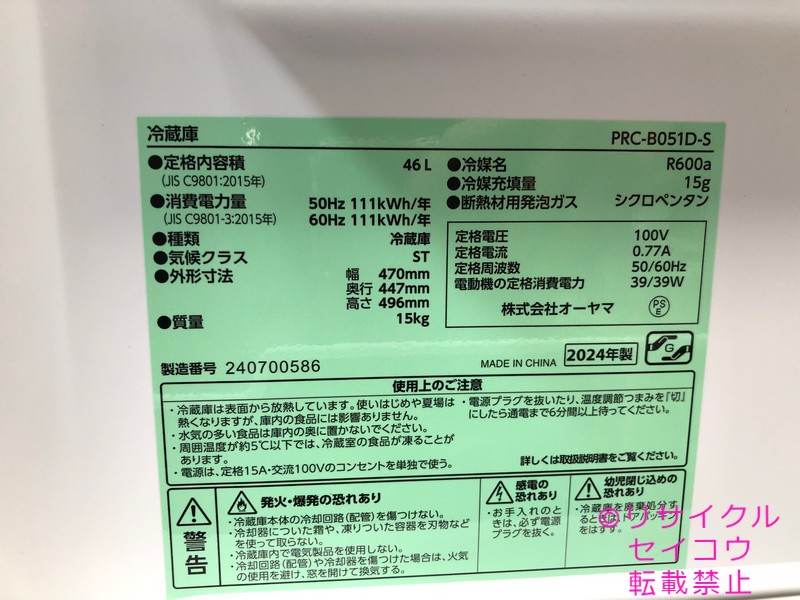 冷蔵庫 PRC-B051D-S
●定格内容積 46L
(JIS C9801:2015年)
●消費電力量 50Hz 111kWh/年
(JIS C9801-3:2015年) 60Hz 111kWh/年
●種類 冷蔵庫
●気候クラス ST
●外形寸法 幅 470mm
奥行 447mm
高さ 496mm
●質量 15kg
●冷媒名 R600a
●冷媒充填量 15g
●断熱材用発泡ガス シクロペンタン
定格電圧 100V
定格電流 0.77A
定格周波数 50/60Hz
電動機の定格消費電力 39/39W
株式会社オーヤマ
PS
E
製造番号 240700586
MADE IN CHINA 2024年製
G
使用上のご注意
・冷蔵庫は表面から放熱しています。使いはじめや夏場は
熱くなりますが、庫内の食品には影響ありません。
・水気の多い食品は庫内の奥に置かないでください。
・周囲温度が約5℃以下では、冷蔵室の食品が凍ることが
あります。
・電源は、定格15A・交流100Vのコンセントを単独で使う。
・電源プラグを抜いたり、温度調節つまみを「切」
にしたら通電まで6分間以上待ってください。
詳しくは取扱説明書をご覧ください。
警告
発火・爆発の恐れあり
・冷蔵庫本体の冷却回路(配管)を傷つけない。
・冷却器についた霜や、凍りついた容器を刃物など
を使って取らない。
・冷蔵庫内で電気製品を使用しない。
・冷却回路(配管)や冷却器を傷つけた場合は、火気
の使用を避け、窓を開けて換気する。
感電の
恐れあり
・お手入れのと
きは、必ず電源
プラグを抜く。
幼児閉じ込めの
恐れあり
・冷蔵庫を廃棄処分す
るときは、ドアパッキン
をはずす。
© リサイクル
セイコウ
転載禁止